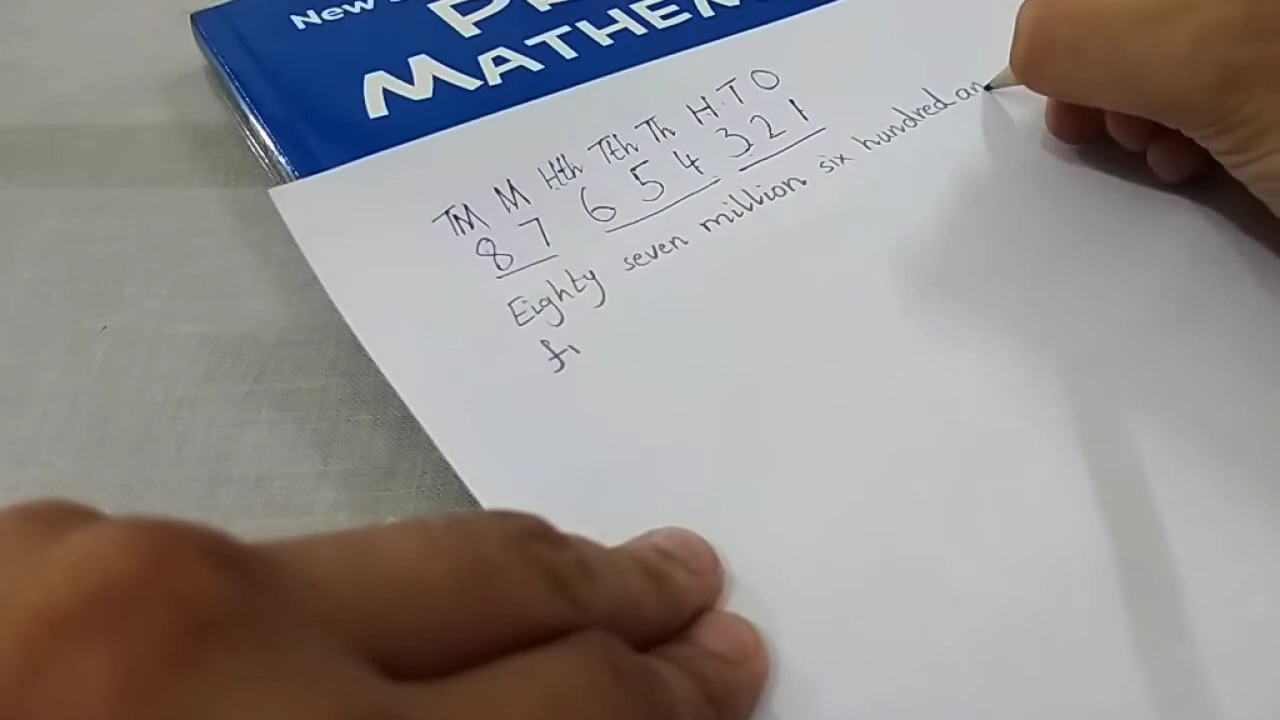 New
MATHEM
TM M Hth Tth Th H T O
8 7 6 5 4 3 2 1
Eighty seven million six hundred an
fi